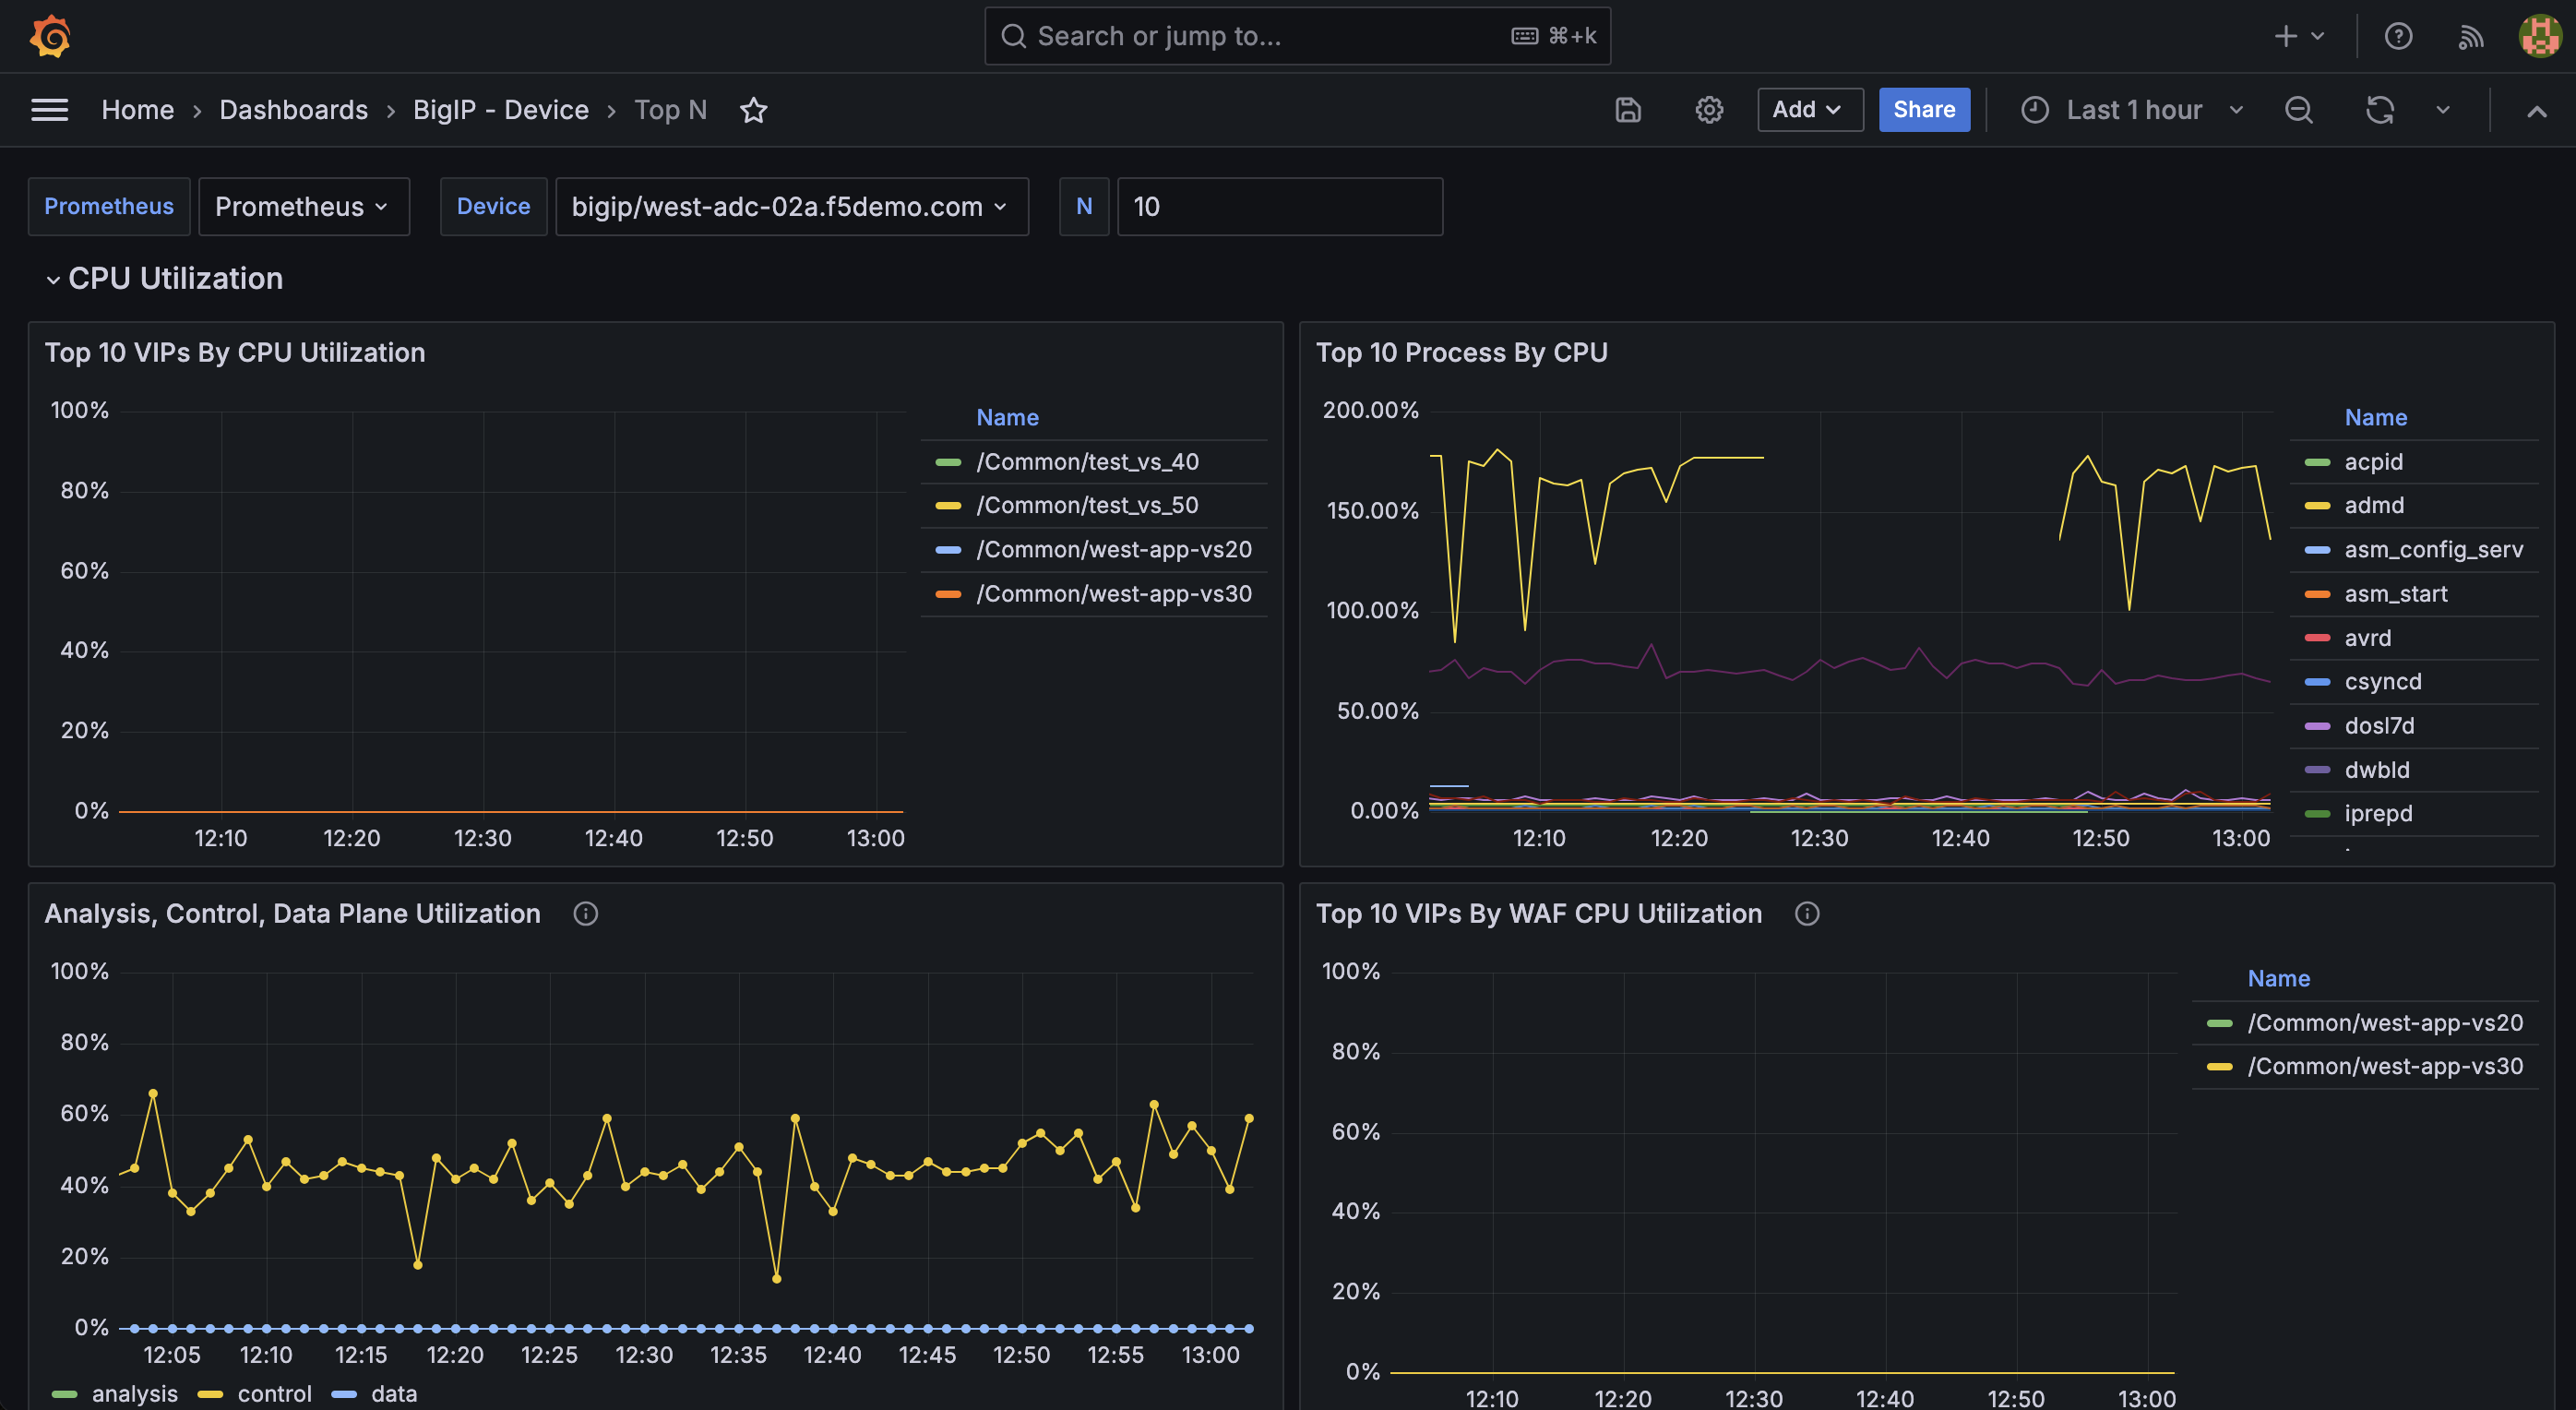 Search or jump to... ⌘+k
Home › Dashboards › BigIP - Device › Top N
Add
Share
Last 1 hour
Prometheus Prometheus Device bigip/west-adc-02a.f5demo.com N 10
CPU Utilization
Top 10 VIPs By CPU Utilization
100%
80%
60%
40%
20%
0%
12:10 12:20 12:30 12:40 12:50 13:00
Name
/Common/test_vs_40
/Common/test_vs_50
/Common/west-app-vs20
/Common/west-app-vs30
Top 10 Process By CPU
200.00%
150.00%
100.00%
50.00%
0.00%
12:10 12:20 12:30 12:40 12:50 13:00
Name
acpid
admd
asm_config_serv
asm_start
avrd
csyncd
dosl7d
dwbld
iprepd
Analysis, Control, Data Plane Utilization
100%
80%
60%
40%
20%
0%
12:05 12:10 12:15 12:20 12:25 12:30 12:35 12:40 12:45 12:50 12:55 13:00
analysis control data
Top 10 VIPs By WAF CPU Utilization
100%
80%
60%
40%
20%
0%
12:10 12:20 12:30 12:40 12:50 13:00
Name
/Common/west-app-vs20
/Common/west-app-vs30